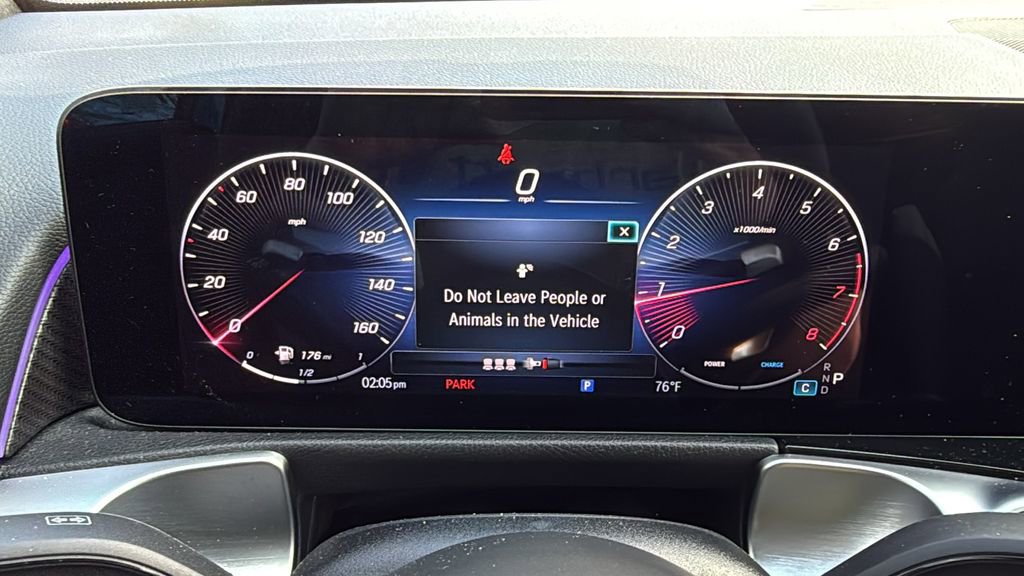 0
mph
20
40
60
80
100
120
140
160
mph
0
0
176 mi
1/2
1
Do Not Leave People or
Animals in the Vehicle
0
1
2
3
4
5
6
7
8
x1000/min
POWER
CHARGE
02:05pm
PARK
P
76°F
C
R
N
D
P